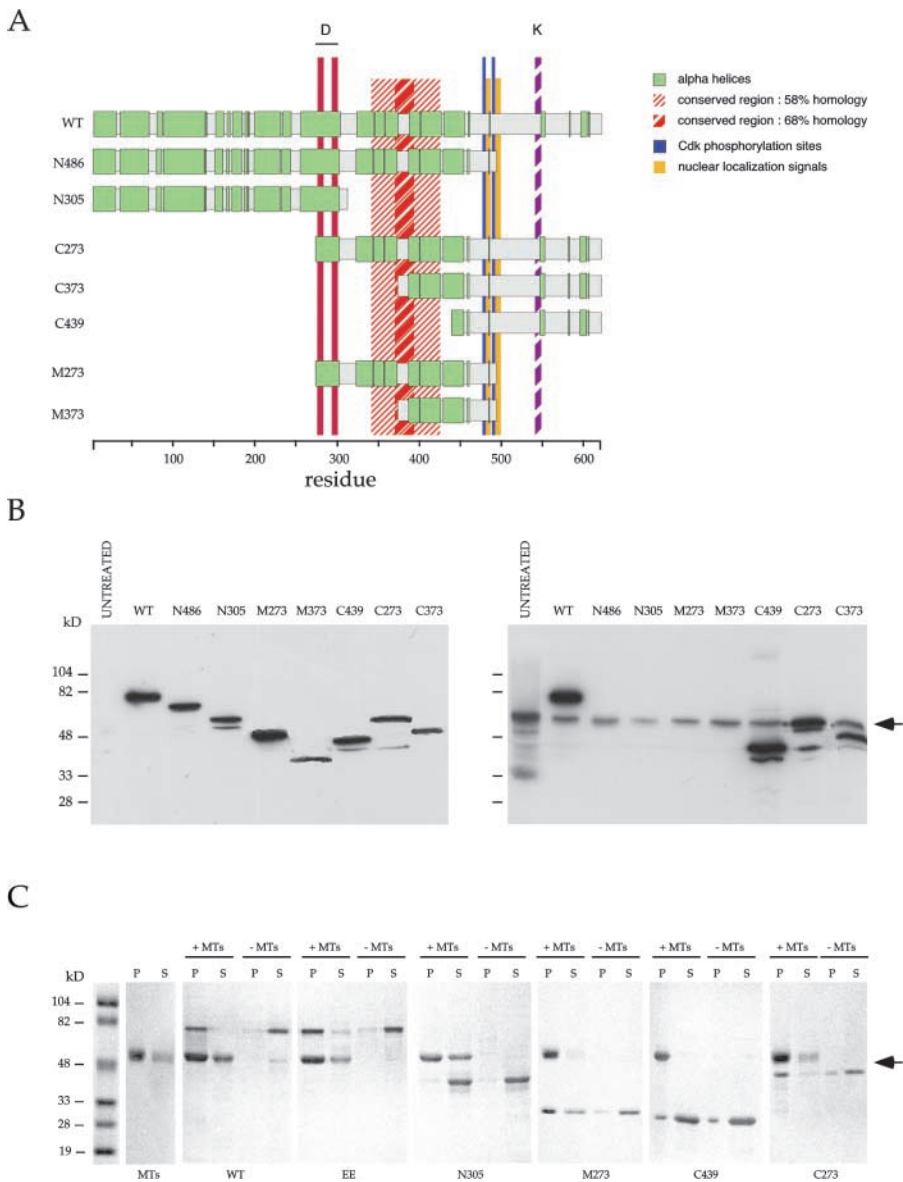 A
D K
alpha helices
conserved region : 58% homology
conserved region : 68% homology
Cdk phosphorylation sites
nuclear localization signals
WT
N486
N305
C273
C373
C439
M273
M373
100 200 300 400 500 600
residue
B
UNTREATED WT N486 N305 M273 M373 C439 C273 C373
UNTREATED WT N486 N305 M273 M373 C439 C273 C373
kD
104
82
48
33
28
C
+ MTs - MTs + MTs - MTs + MTs - MTs + MTs - MTs + MTs - MTs + MTs - MTs
kD P S P S P S P S P S P S P S P S P S P S P S P S P S
104
82
48
33
28
19
MTs WT EE N305 M273 C439 C273